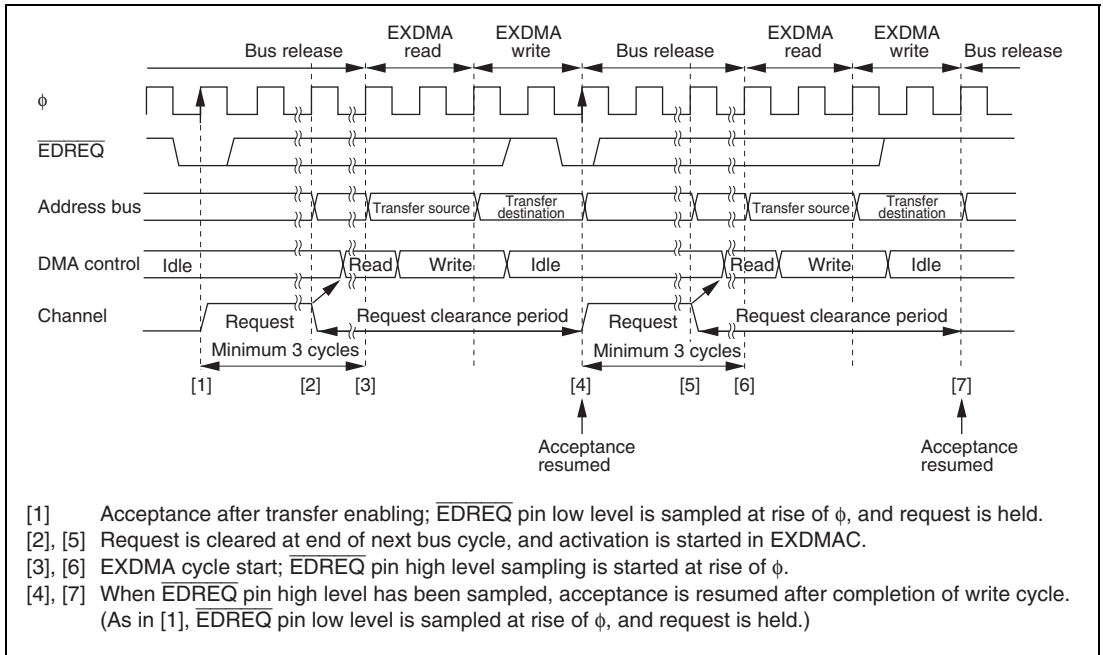 EXDMA EXDMA EXDMA EXDMA
Bus release read write Bus release read write Bus release
φ
EDREQ
Address bus Transfer source Transfer destination Transfer source Transfer destination
DMA control Idle Read Write Idle Read Write Idle
Channel Request Request clearance period Request Request clearance period
Minimum 3 cycles Minimum 3 cycles
[1] [2] [3] [4] [5] [6] [7]
Acceptance resumed Acceptance resumed
[1] Acceptance after transfer enabling; EDREQ pin low level is sampled at rise of φ, and request is held.
[2], [5] Request is cleared at end of next bus cycle, and activation is started in EXDMAC.
[3], [6] EXDMA cycle start; EDREQ pin high level sampling is started at rise of φ.
[4], [7] When EDREQ pin high level has been sampled, acceptance is resumed after completion of write cycle.
(As in [1], EDREQ pin low level is sampled at rise of φ, and request is held.)